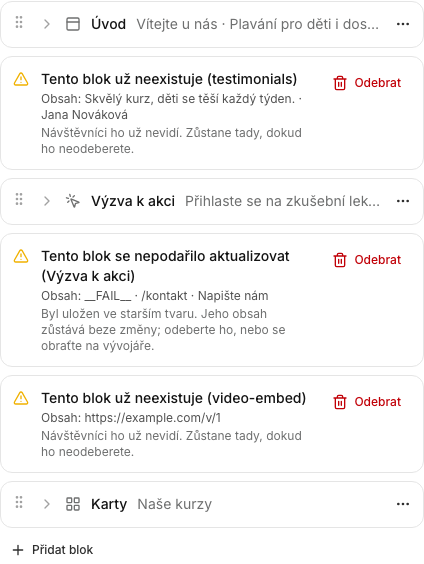 Úvod Vítejte u nás · Plavání pro děti i dos...
Tento blok už neexistuje (testimonials)
Odebrat
Obsah: Skvělý kurz, děti se těší každý týden. ·
Jana Nováková
Návštěvníci ho už nevidí. Zůstane tady, dokud
ho neodeberete.
Výzva k akci Přihlaste se na zkušební lek...
Tento blok se nepodařilo aktualizovat
(Výzva k akci)
Odebrat
Obsah: __FAIL__ · /kontakt · Napište nám
Byl uložen ve starším tvaru. Jeho obsah
zůstává beze změny; odeberte ho, nebo se
obraťte na vývojáře.
Tento blok už neexistuje (video-embed)
Odebrat
Obsah: https://example.com/v/1
Návštěvníci ho už nevidí. Zůstane tady, dokud
ho neodeberete.
Karty Naše kurzy
Přidat blok